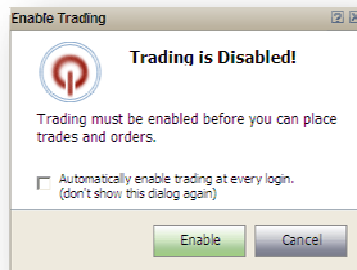 Enable Trading
Trading is Disabled!
Trading must be enabled before you can place
trades and orders.
Automatically enable trading at every login.
(don't show this dialog again)
Enable
Cancel